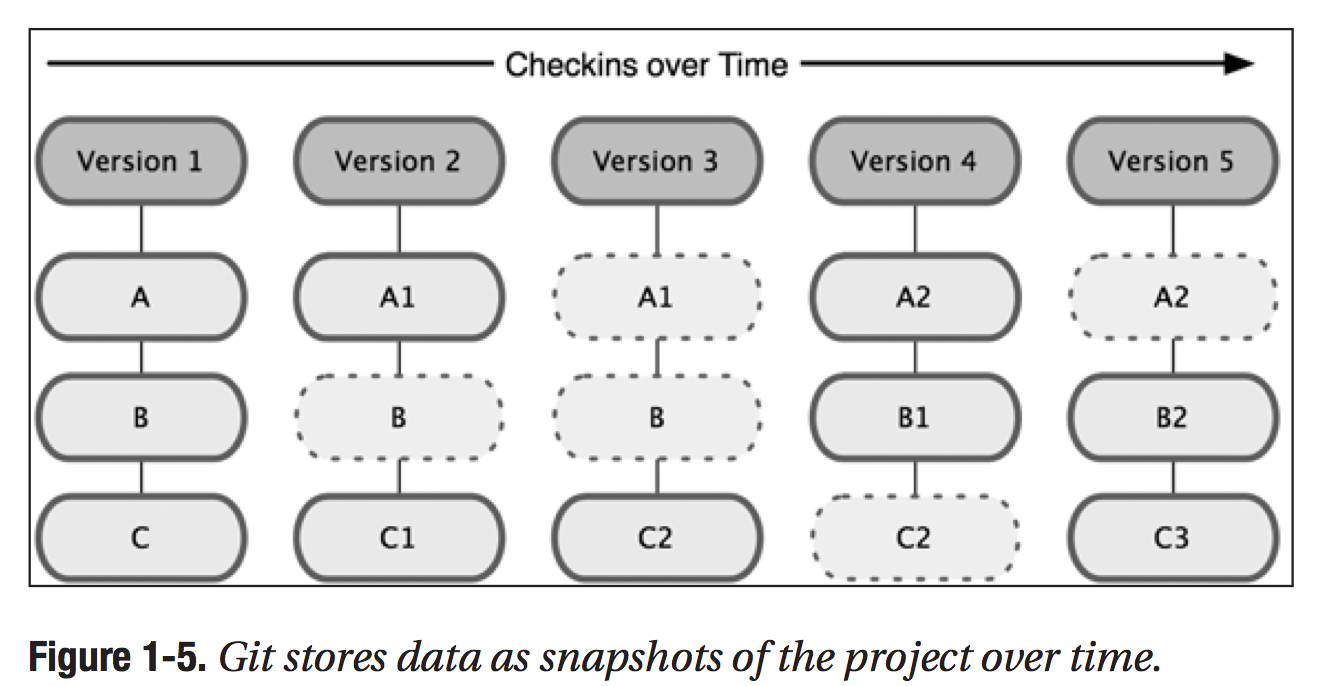 Checkins over Time
Version 1 Version 2 Version 3 Version 4 Version 5
A A1 A1 A2 A2
B B B B1 B2
C C1 C2 C2 C3
Figure 1-5. Git stores data as snapshots of the project over time.